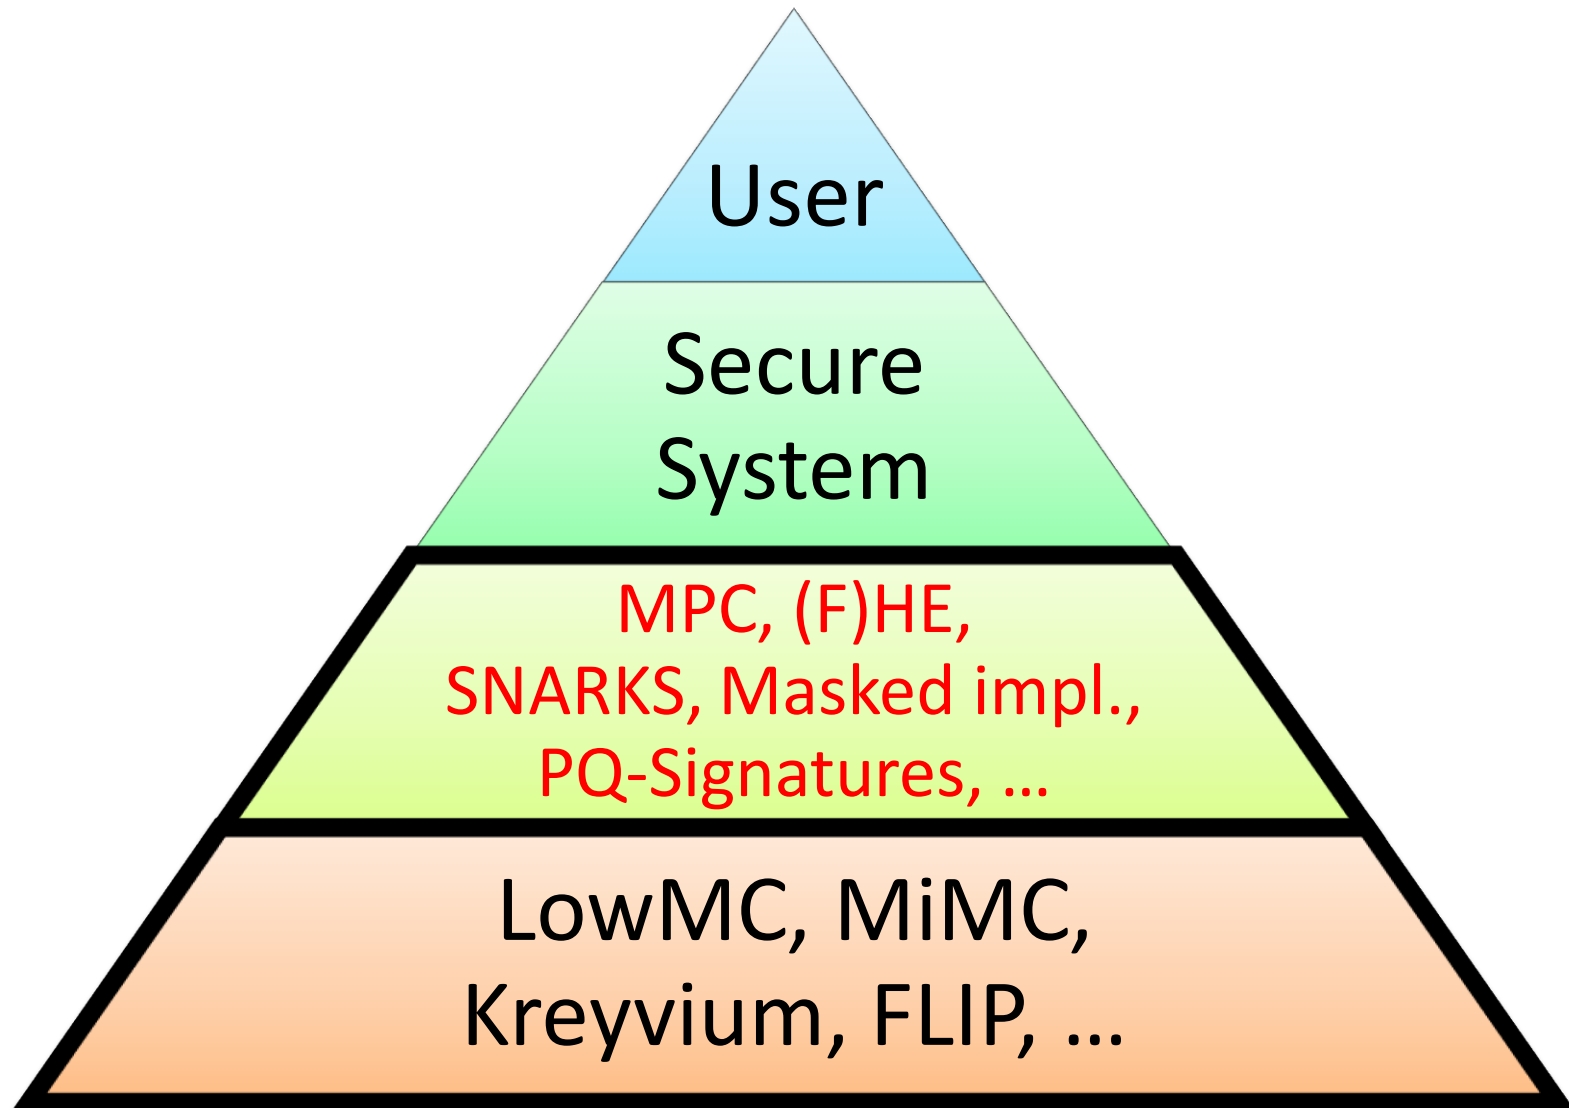 User
Secure
System
MPC, (F)HE,
SNARKS, Masked impl.,
PQ-Signatures, ...
LowMC, MiMC,
Kreyvium, FLIP, ...